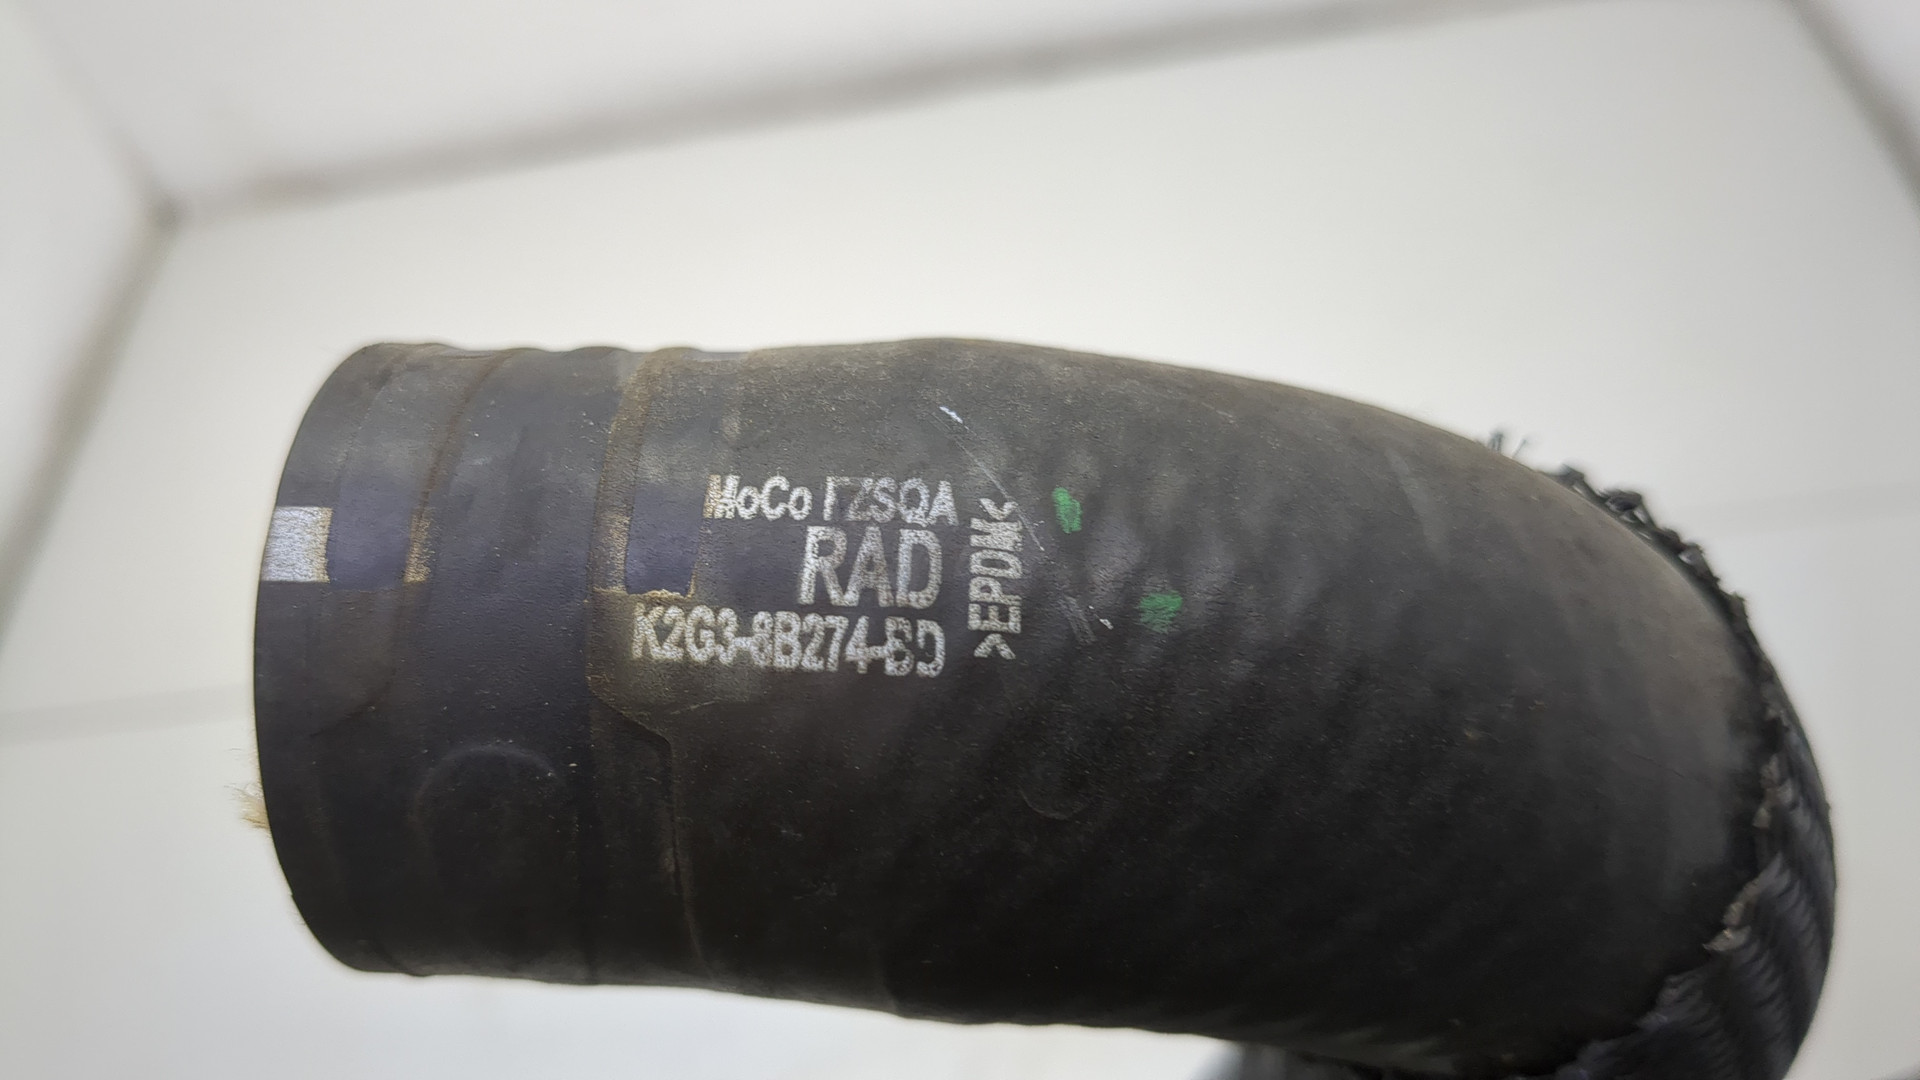 MoCo FZSQA
RAD
K2G3-8B274-BD
>EPDM<